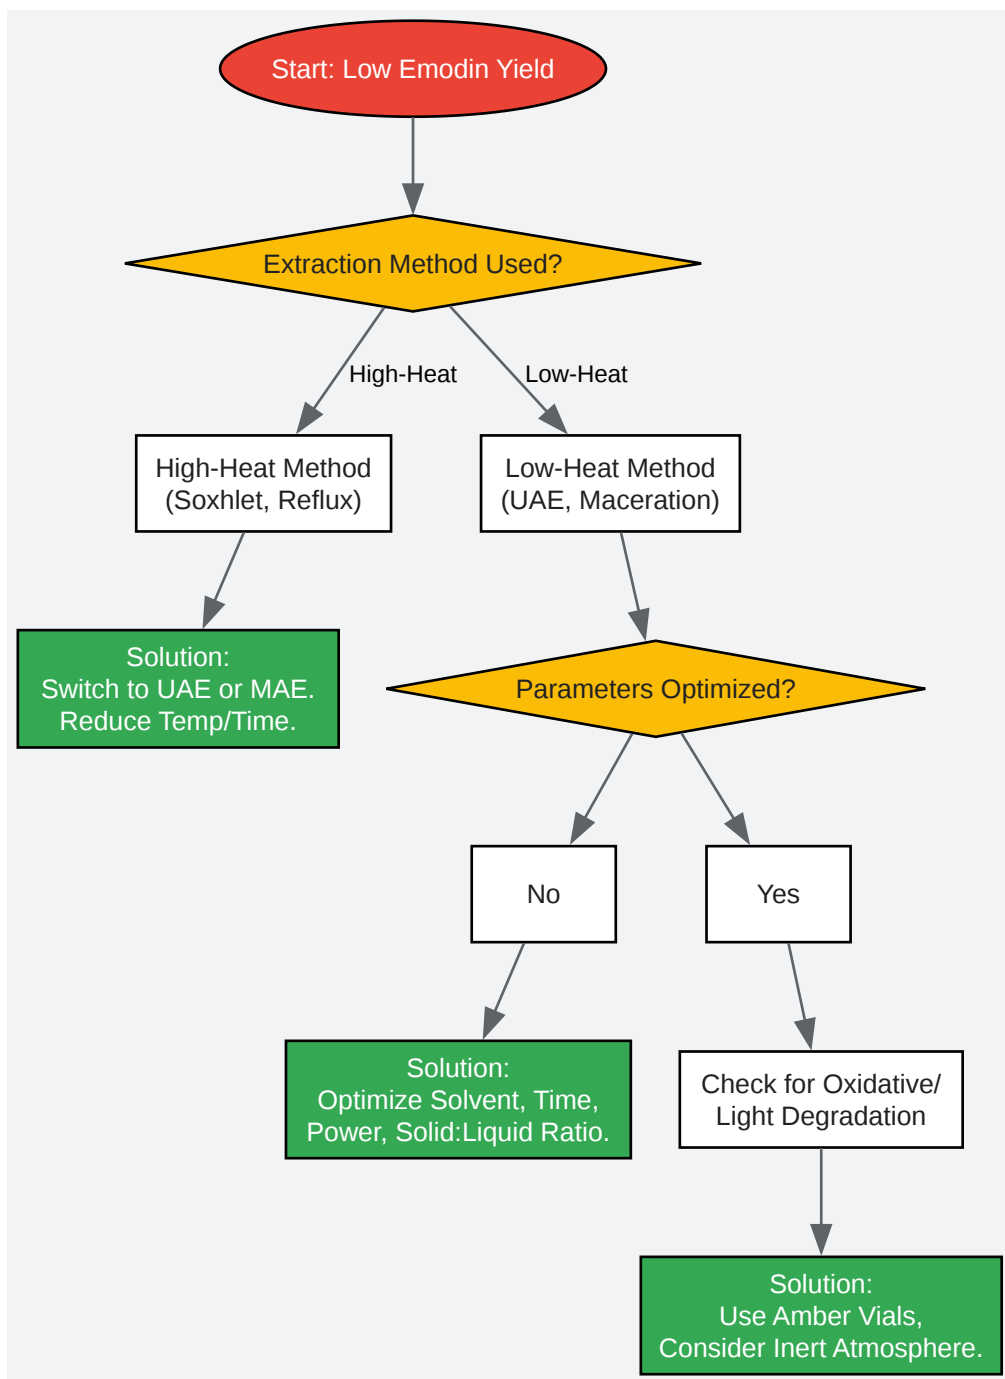 Start: Low Emodin Yield
Extraction Method Used?
High-Heat
Low-Heat
High-Heat Method
(Soxhlet, Reflux)
Low-Heat Method
(UAE, Maceration)
Solution:
Switch to UAE or MAE.
Reduce Temp/Time.
Parameters Optimized?
No
Yes
Solution:
Optimize Solvent, Time,
Power, Solid:Liquid Ratio.
Check for Oxidative/
Light Degradation
Solution:
Use Amber Vials,
Consider Inert Atmosphere.